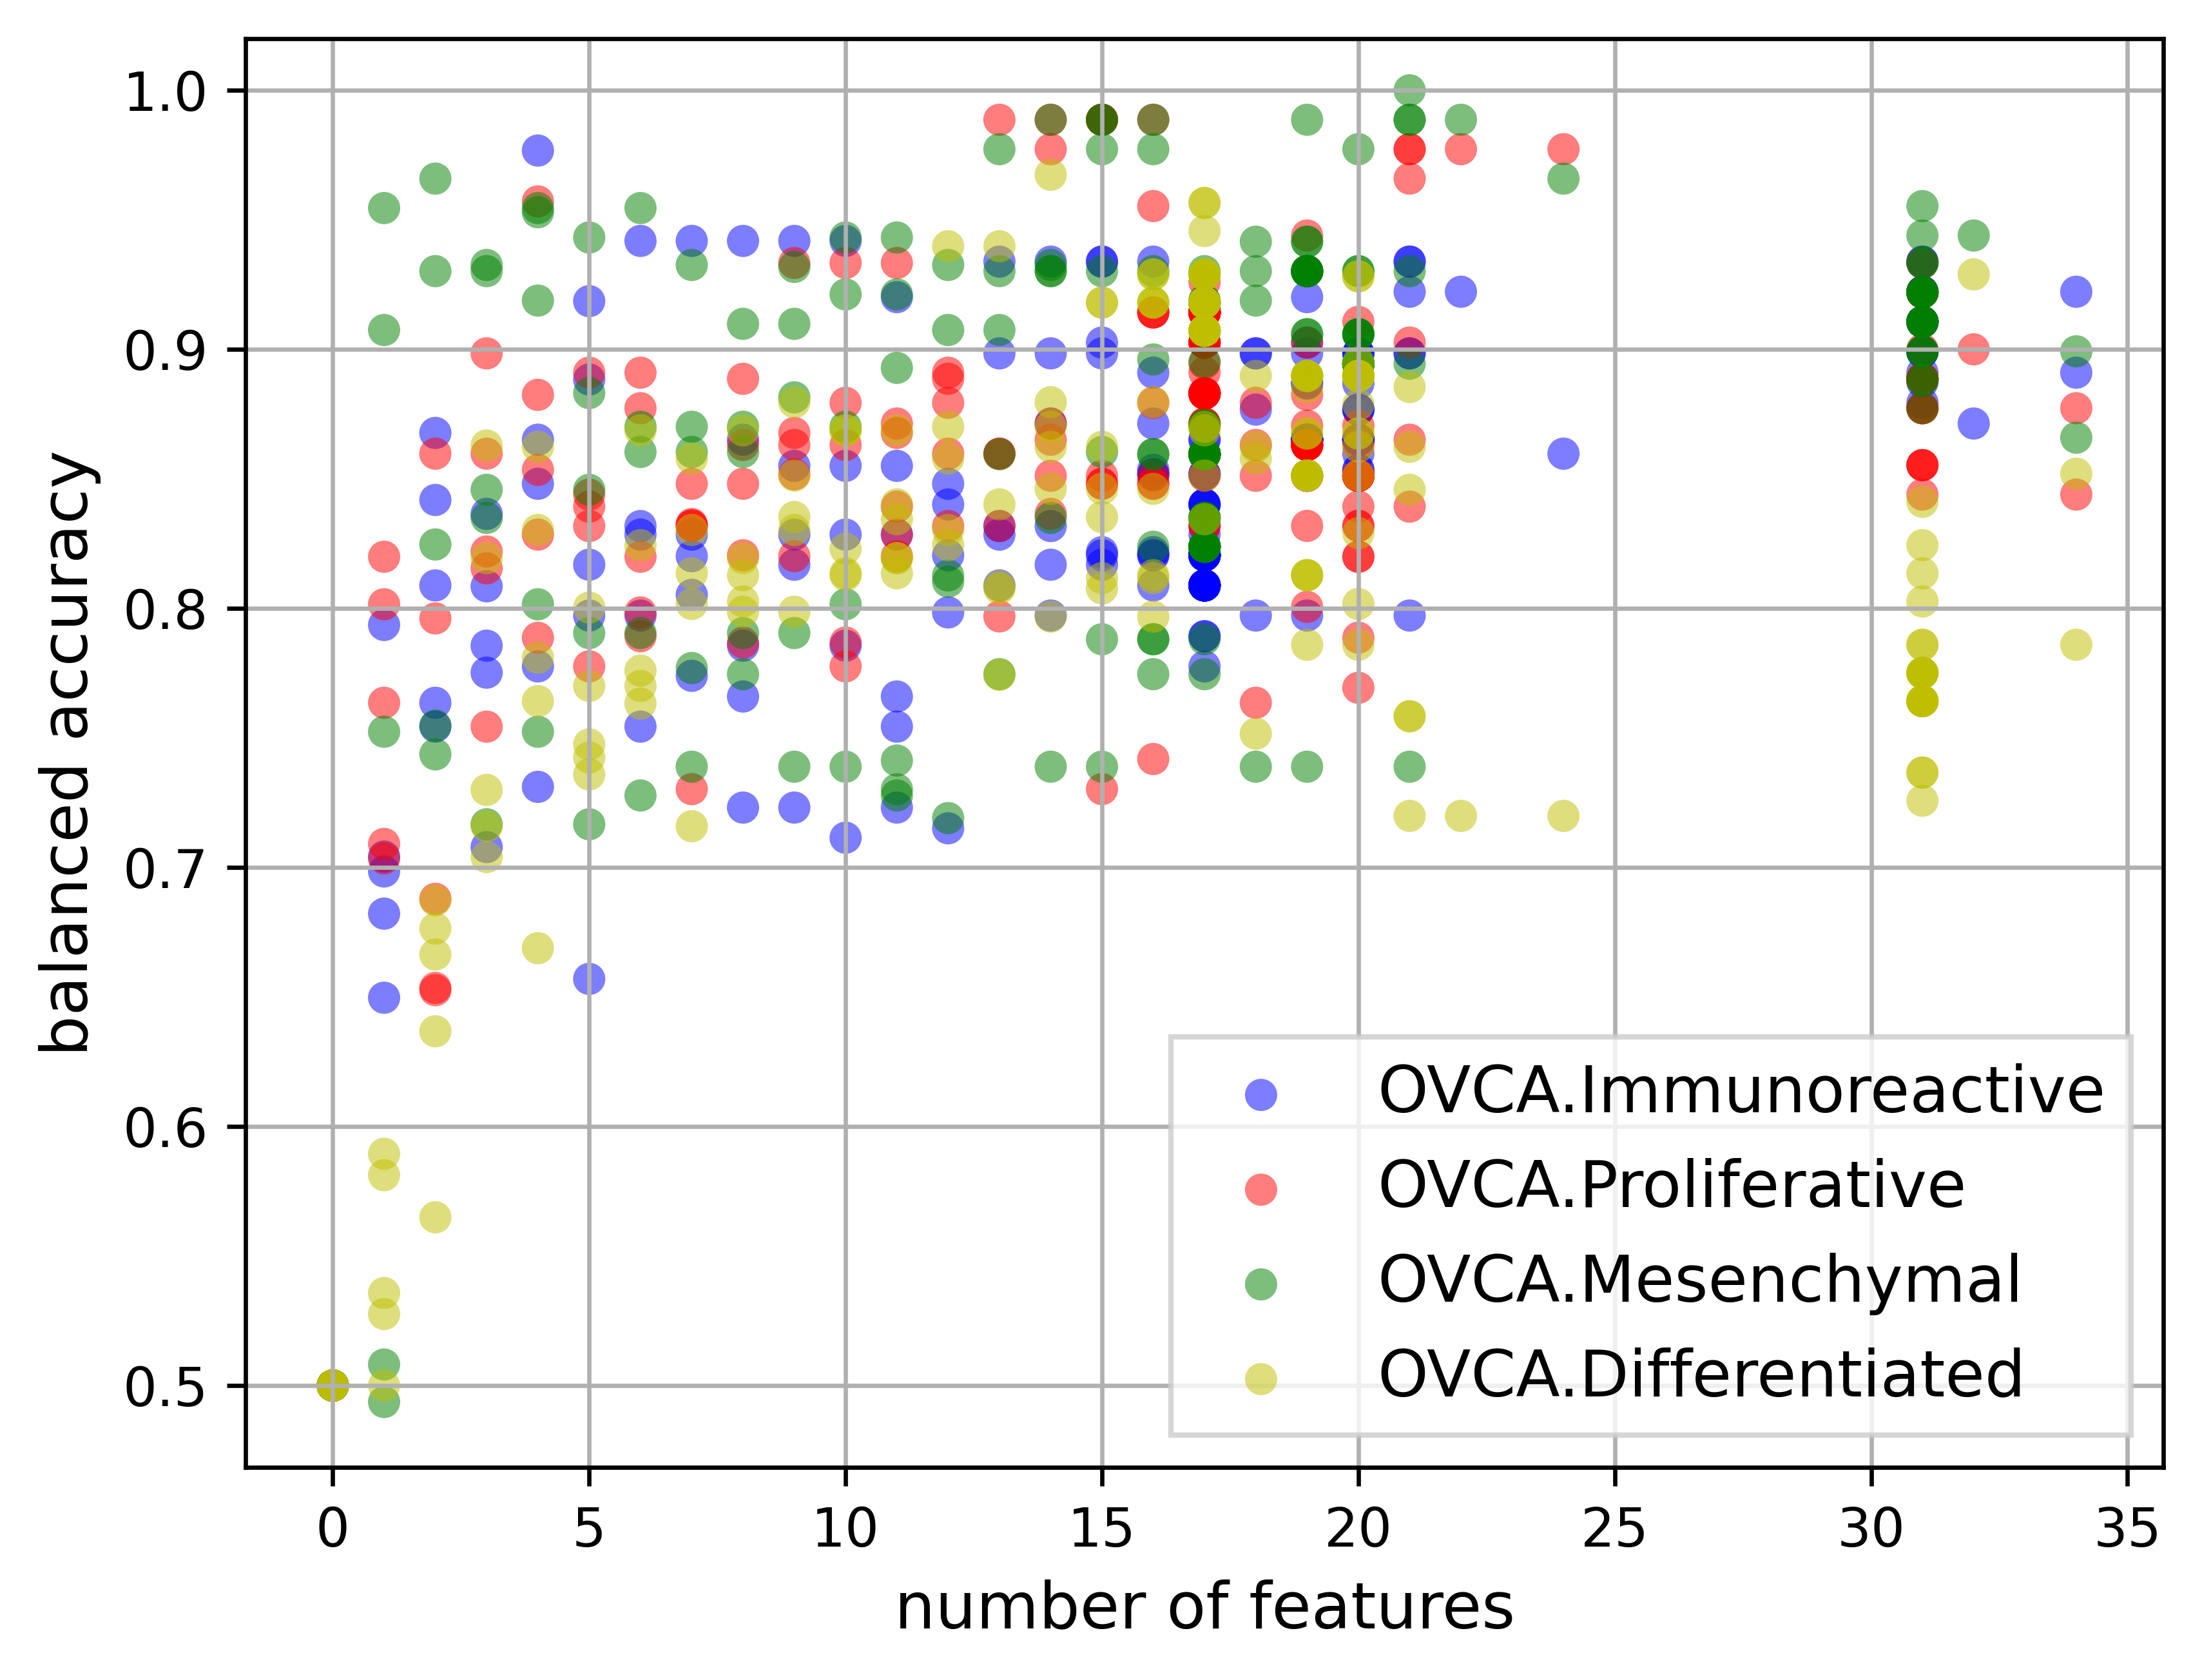 1.0
0.9
0.8
0.7
0.6
0.5
balanced accuracy
OVCA.Immunoreactive
OVCA.Proliferative
OVCA.Mesenchymal
OVCA.Differentiated
0 5 10 15 20 25 30 35
number of features